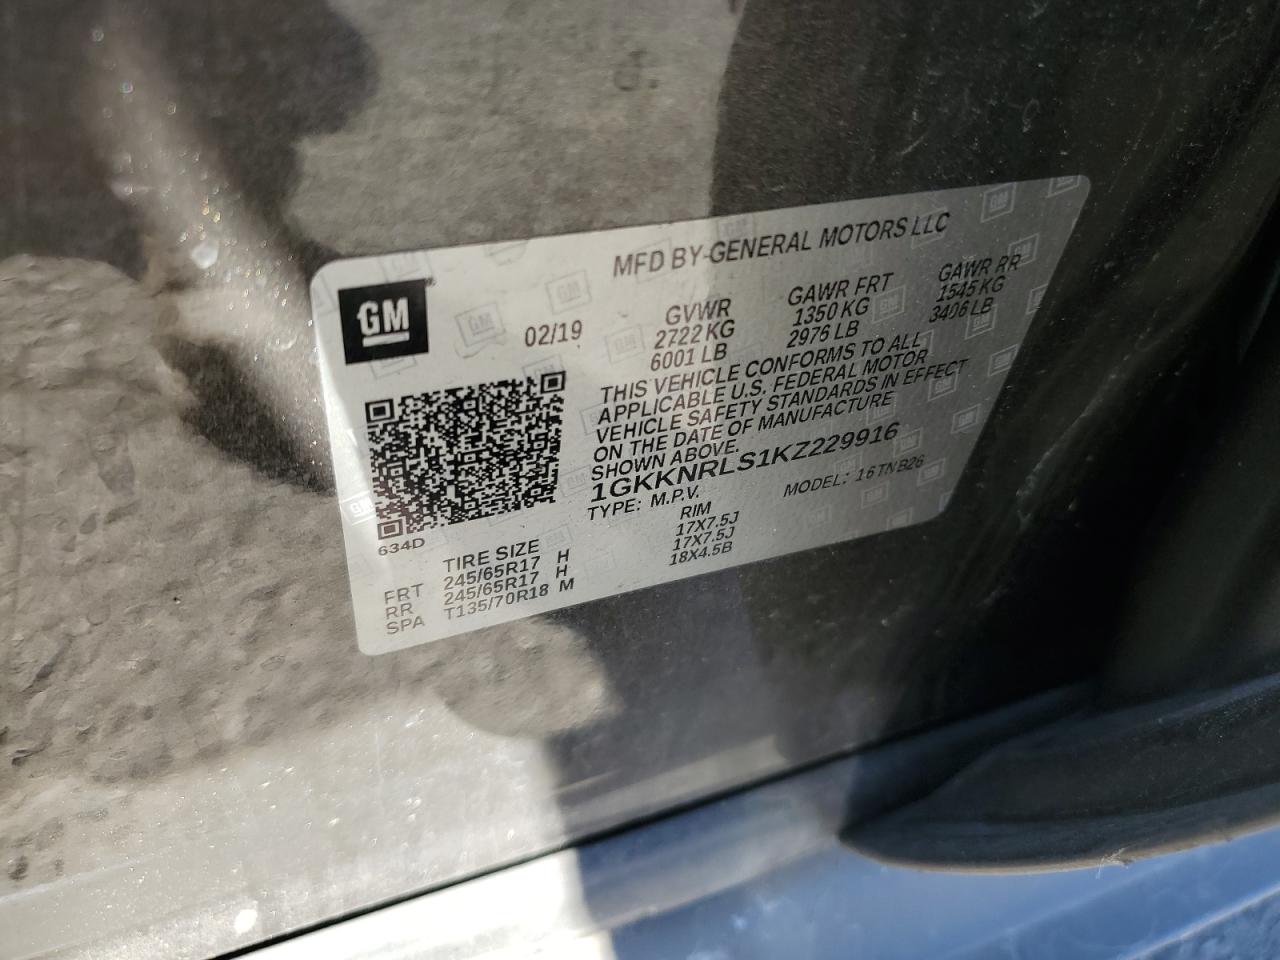 MFD BY GENERAL MOTORS LLC
GM
02/19
GVWR GAWR FRT GAWR RR
2722 KG 1350 KG 1545 KG
6001 LB 2976 LB 3406 LB
THIS VEHICLE CONFORMS TO ALL
APPLICABLE U.S. FEDERAL MOTOR
VEHICLE SAFETY STANDARDS IN EFFECT
ON THE DATE OF MANUFACTURE
SHOWN ABOVE.
1GKKNRLS1KZ229916
TYPE: M.P.V. MODEL: 16TNB26
634D
TIRE SIZE RIM
FRT 245/65R17 H 17X7.5J
RR 245/65R17 H 17X7.5J
SPA T135/70R18 M 18X4.5B